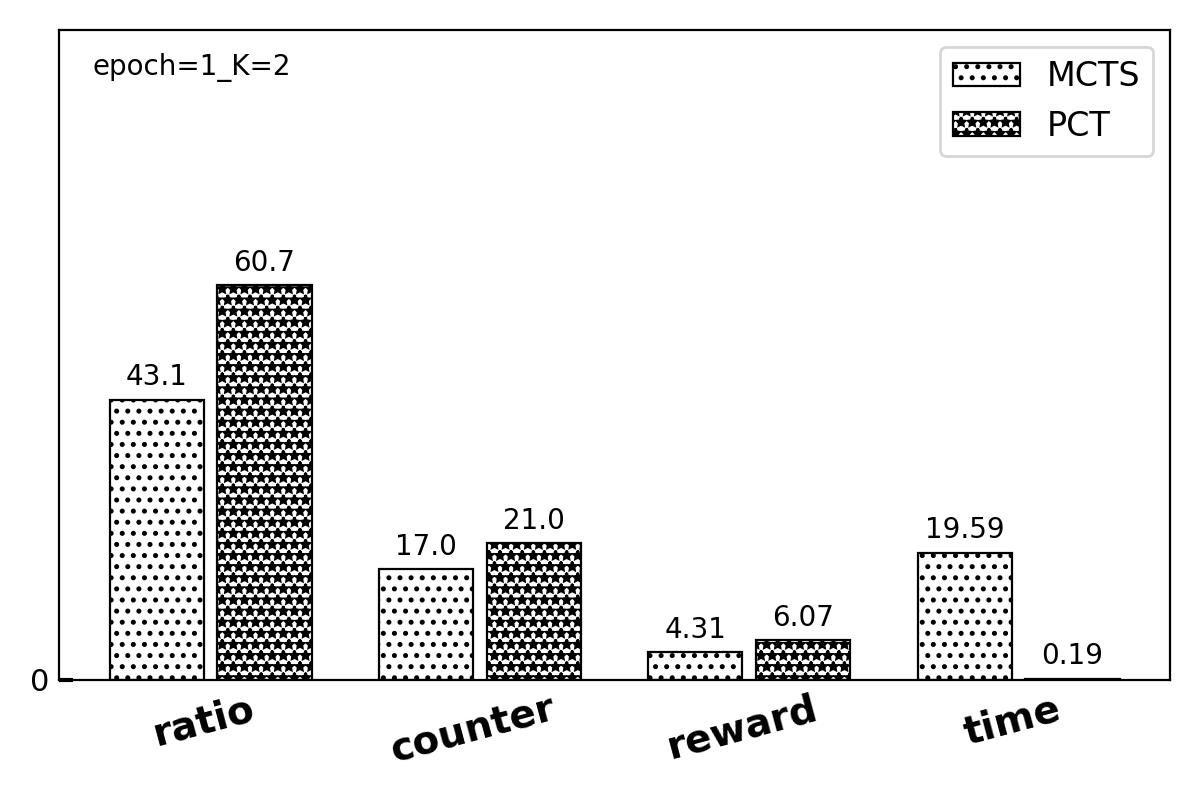 epoch=1_K=2
MCTS
PCT
60.7
43.1
21.0
17.0
19.59
6.07
4.31
0.19
0
ratio
counter
reward
time